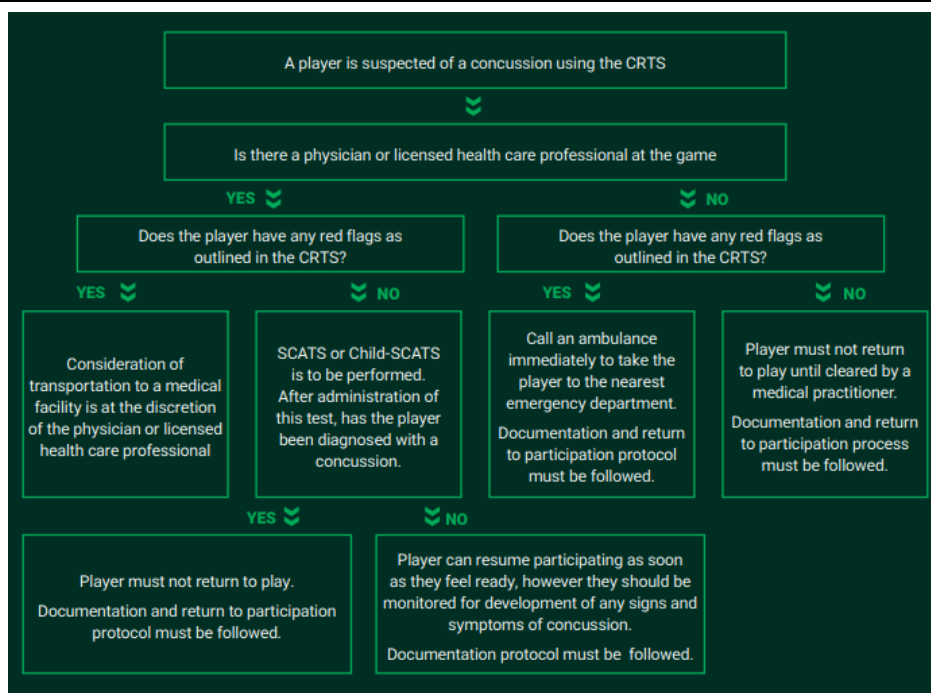 A player is suspected of a concussion using the CRTS
Is there a physician or licensed health care professional at the game
YES
NO
Does the player have any red flags as
outlined in the CRTS?
Does the player have any red flags as
outlined in the CRTS?
YES
NO
YES
NO
Consideration of
transportation to a medical
facility is at the discretion
of the physician or licensed
health care professional
SCATS or Child-SCATS
is to be performed.
After administration of
this test, has the player
been diagnosed with a
concussion.
Call an ambulance
immediately to take the
player to the nearest
emergency department.
Documentation and return
to participation protocol
must be followed.
Player must not return
to play until cleared by a
medical practitioner.
Documentation and return
to participation process
must be followed.
YES
NO
Player must not return to play.
Documentation and return to participation
protocol must be followed.
Player can resume participating as soon
as they feel ready, however they should be
monitored for development of any signs and
symptoms of concussion.
Documentation protocol must be followed.